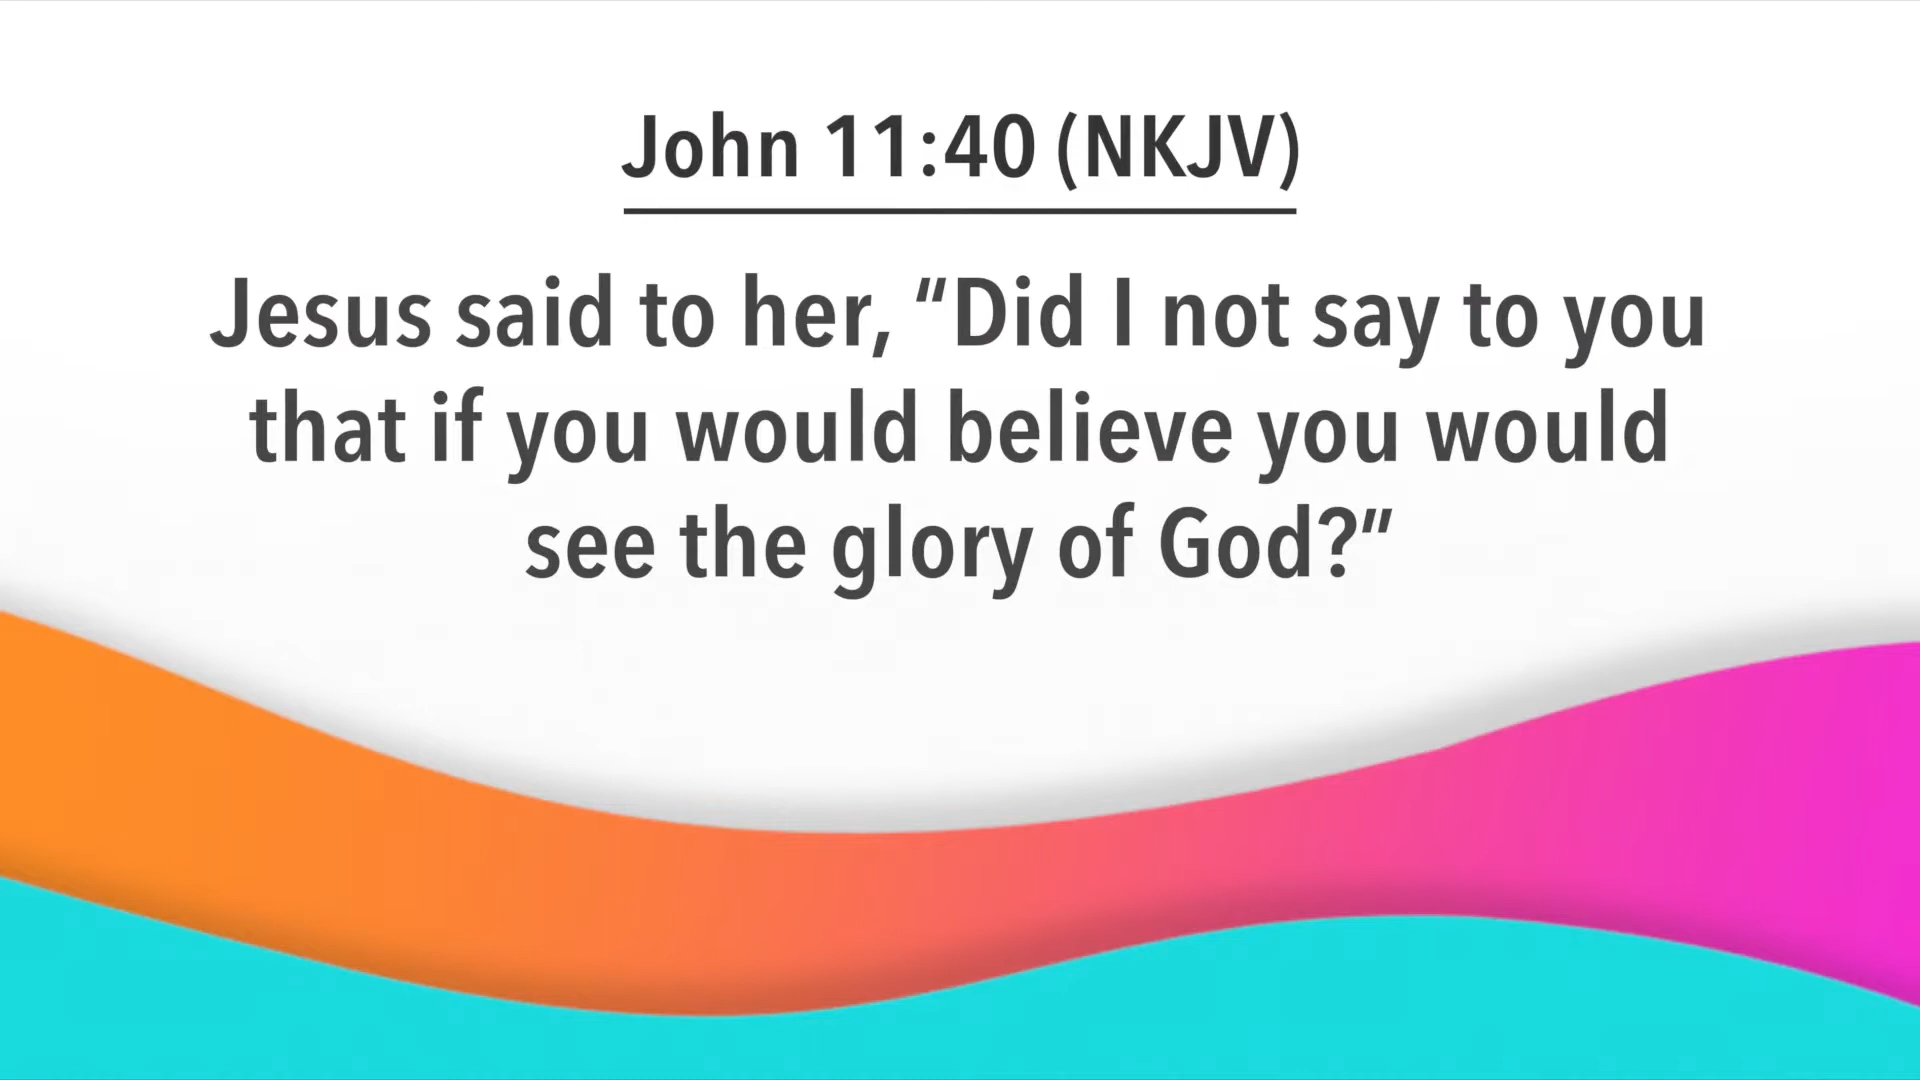 John 11:40 (NKJV)
Jesus said to her, “Did I not say to you
that if you would believe you would
see the glory of God?”